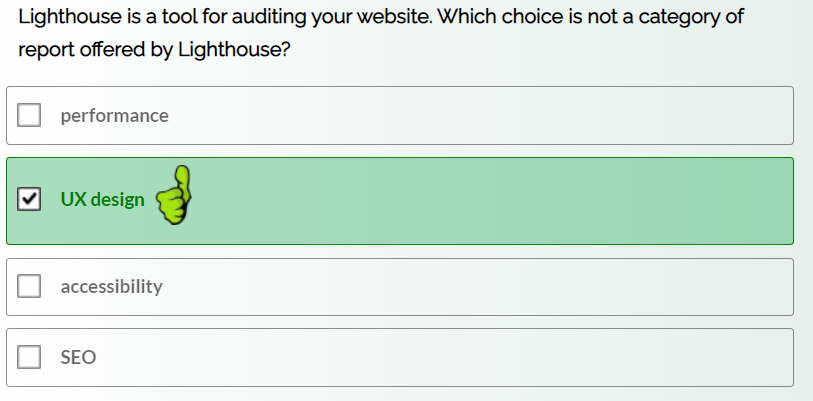 Lighthouse is a tool for auditing your website. Which choice is not a category of
report offered by Lighthouse?
performance
UX design
accessibility
SEO